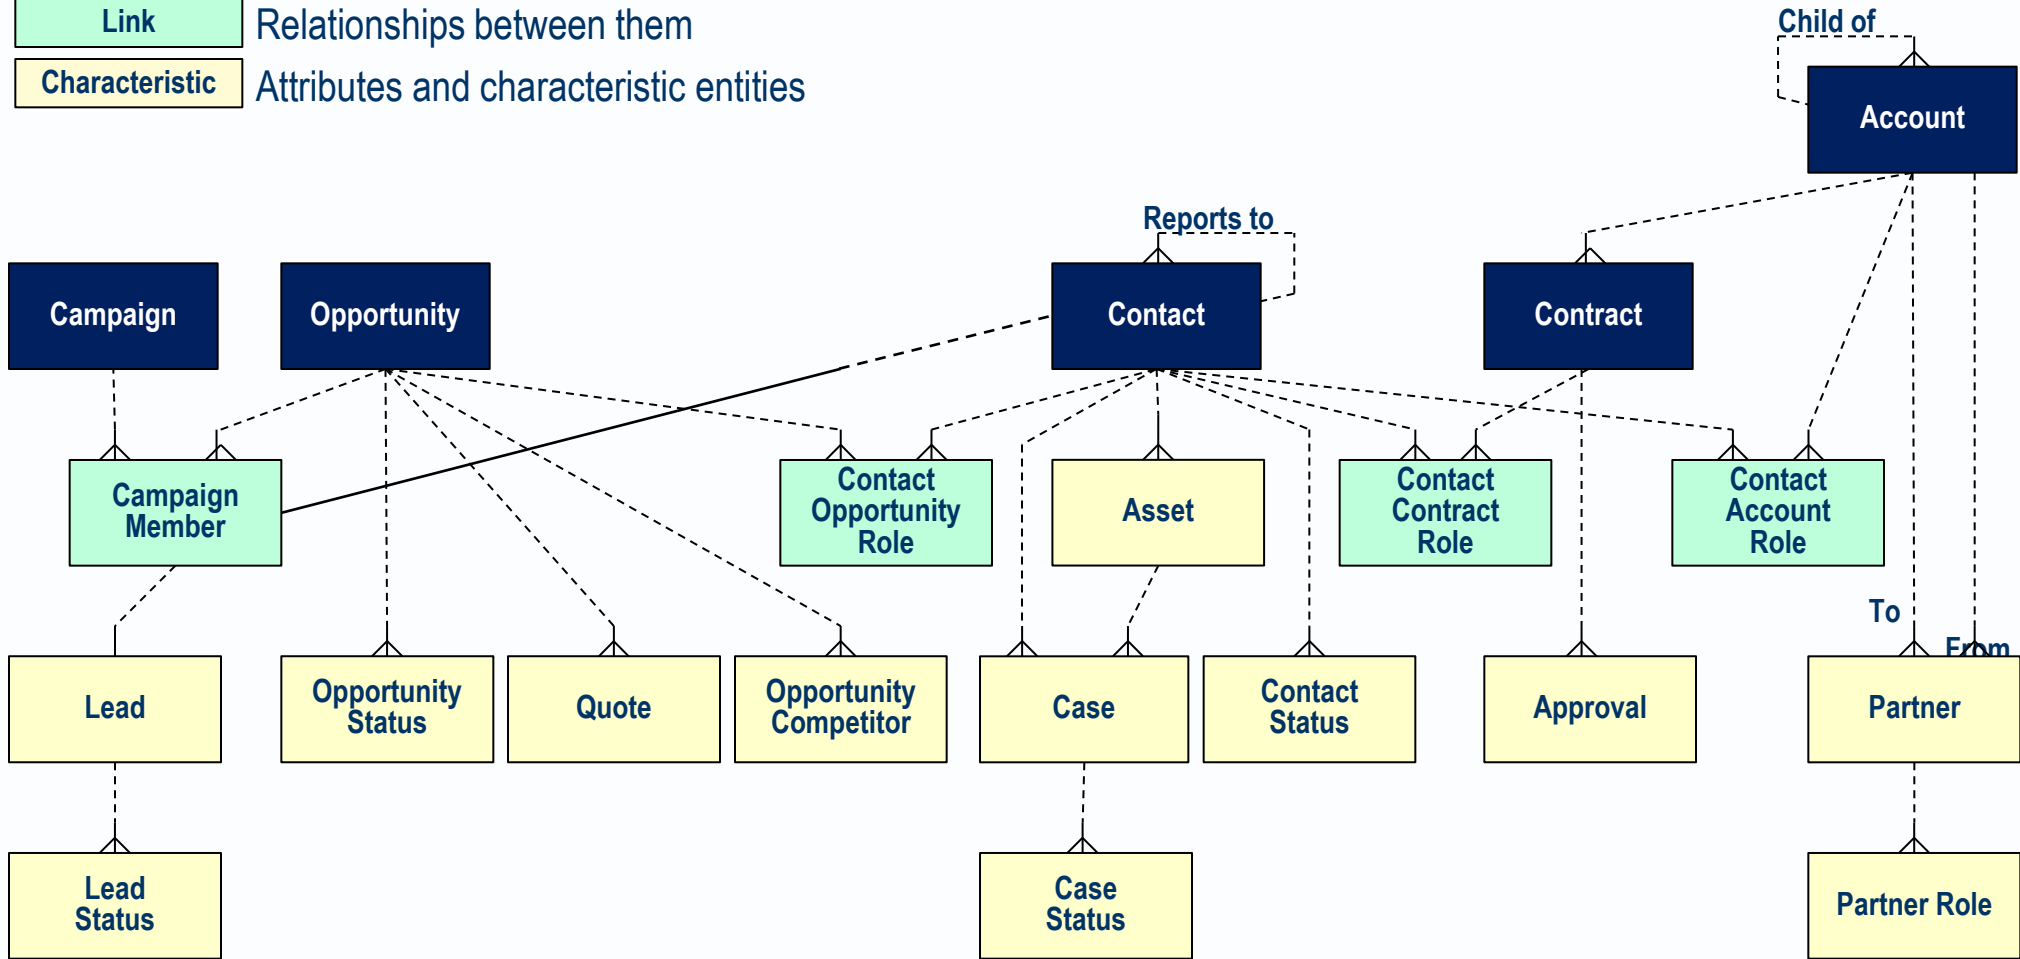 Link
Relationships between them
Characteristic
Attributes and characteristic entities
Child of
Account
Reports to
Campaign
Opportunity
Contact
Contract
Campaign
Member
Contact
Opportunity
Role
Asset
Contact
Contract
Role
Contact
Account
Role
To
From
Lead
Opportunity
Status
Quote
Opportunity
Competitor
Case
Contact
Status
Approval
Partner
Lead
Status
Case
Status
Partner Role